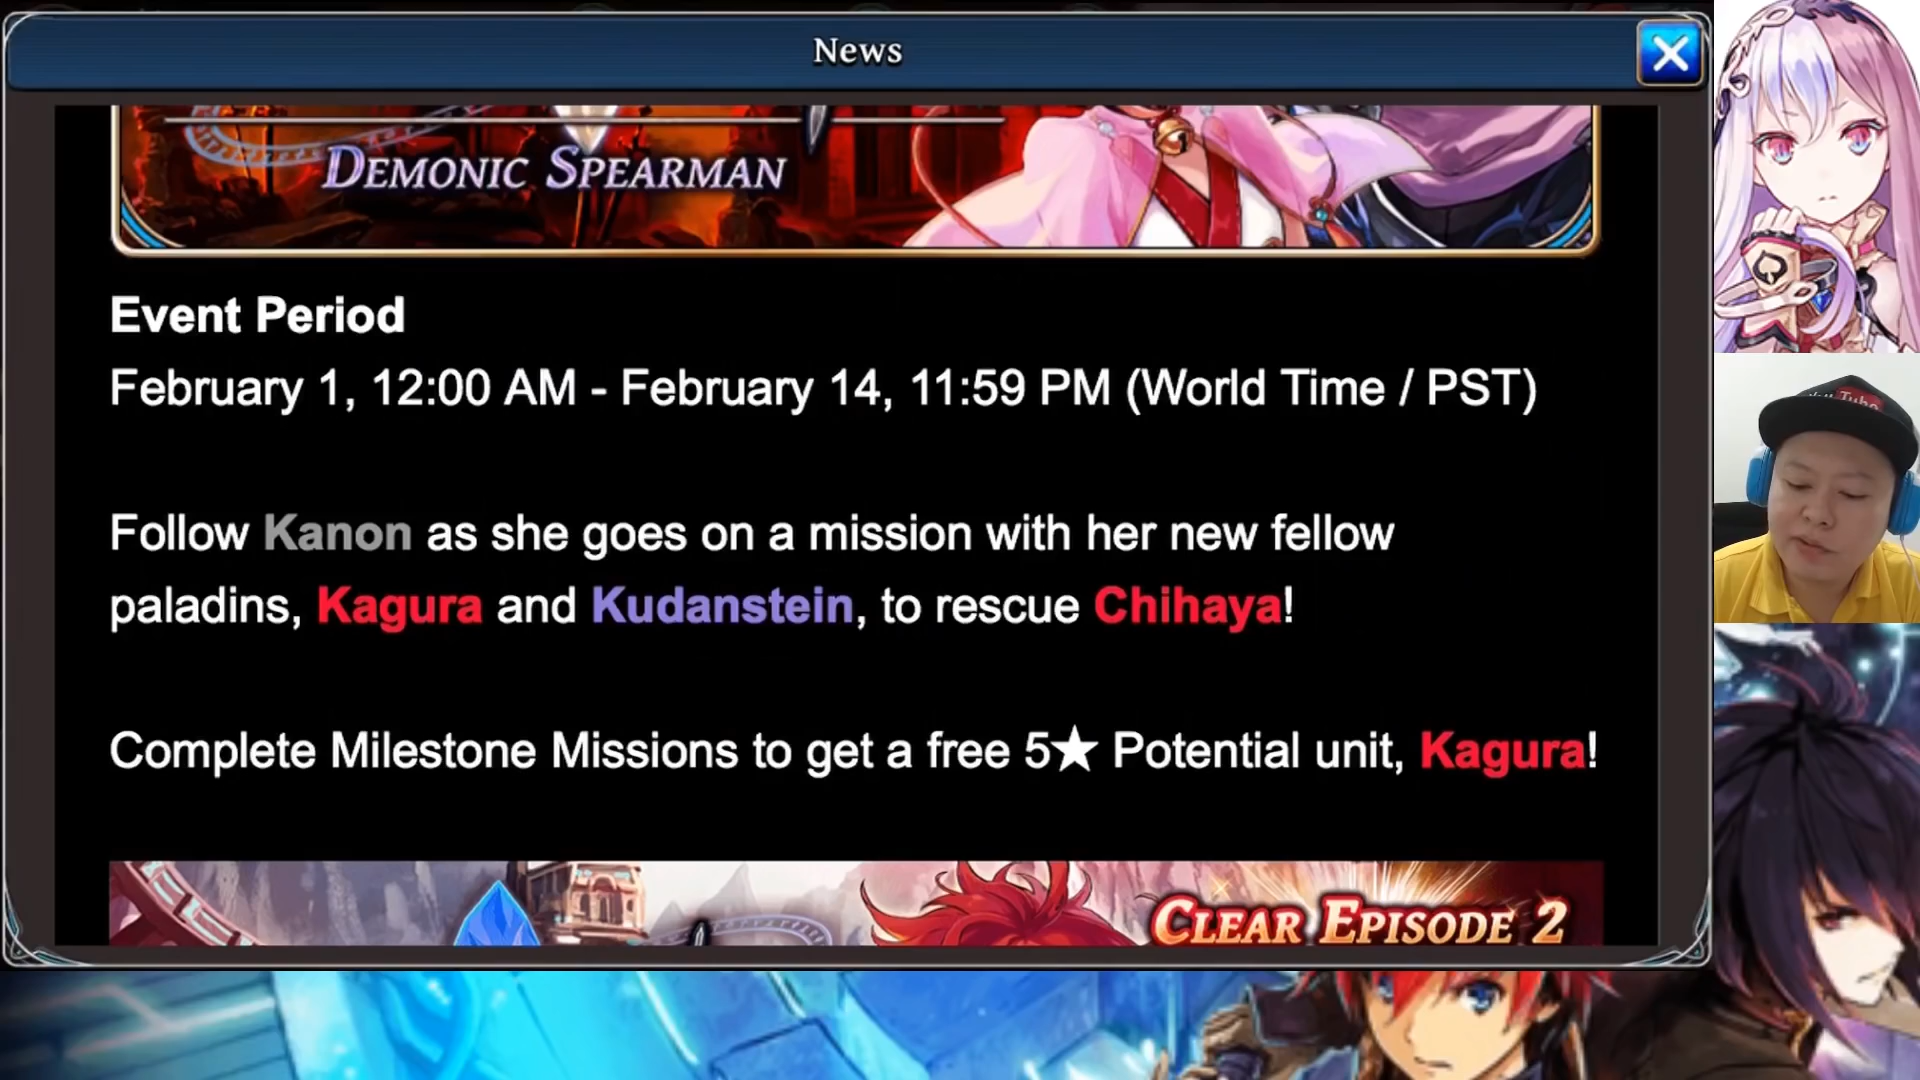 News
DEMONIC SPEARMAN
Event Period
February 1, 12:00 AM - February 14, 11:59 PM (World Time / PST)
Follow Kanon as she goes on a mission with her new fellow
paladins, Kagura and Kudanstein, to rescue Chihaya!
Complete Milestone Missions to get a free 5★ Potential unit, Kagura!
CLEAR EPISODE 2
YouTube